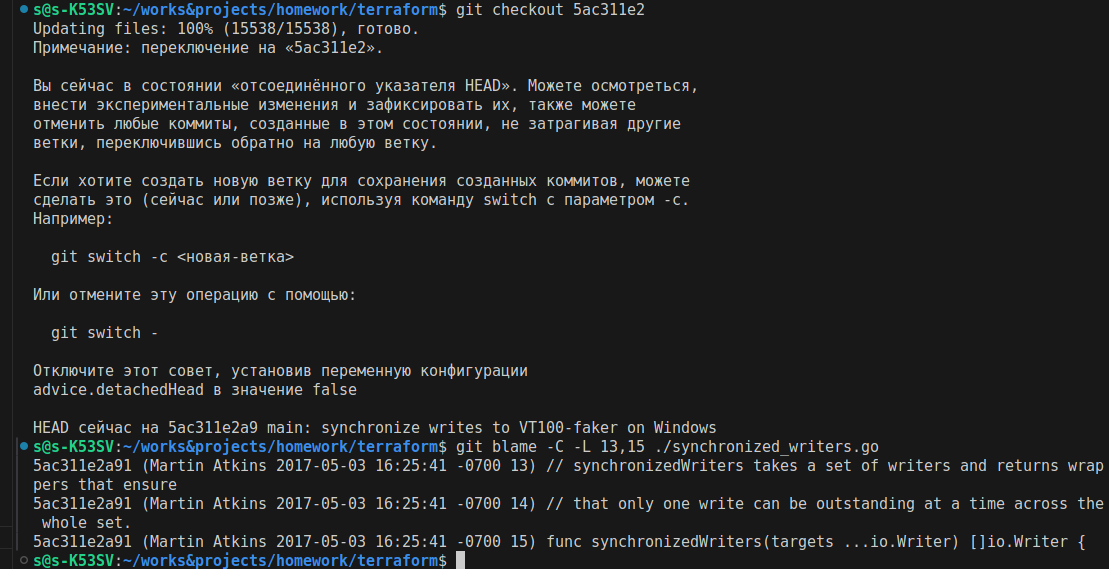 s@s-K53SV:~/works&projects/homework/terraform$ git checkout 5ac311e2
Updating files: 100% (15538/15538), готово.
Примечание: переключение на «5ac311e2».
Вы сейчас в состоянии «отсоединённого указателя HEAD». Можете осмотреться,
внести экспериментальные изменения и зафиксировать их, также можете
отменить любые коммиты, созданные в этом состоянии, не затрагивая другие
ветки, переключившись обратно на любую ветку.
Если хотите создать новую ветку для сохранения созданных коммитов, можете
сделать это (сейчас или позже), используя команду switch с параметром -c.
Например:
git switch -c <новая-ветка>
Или отмените эту операцию с помощью:
git switch -
Отключите этот совет, установив переменную конфигурации
advice.detachedHead в значение false
HEAD сейчас на 5ac311e2a9 main: synchronize writes to VT100-faker on Windows
s@s-K53SV:~/works&projects/homework/terraform$ git blame -C -L 13,15 ./synchronized_writers.go
5ac311e2a91 (Martin Atkins 2017-05-03 16:25:41 -0700 13) // synchronizedWriters takes a set of writers and returns wrap
pers that ensure
5ac311e2a91 (Martin Atkins 2017-05-03 16:25:41 -0700 14) // that only one write can be outstanding at a time across the
whole set.
5ac311e2a91 (Martin Atkins 2017-05-03 16:25:41 -0700 15) func synchronizedWriters(targets ...io.Writer) []io.Writer {
s@s-K53SV:~/works&projects/homework/terraform$